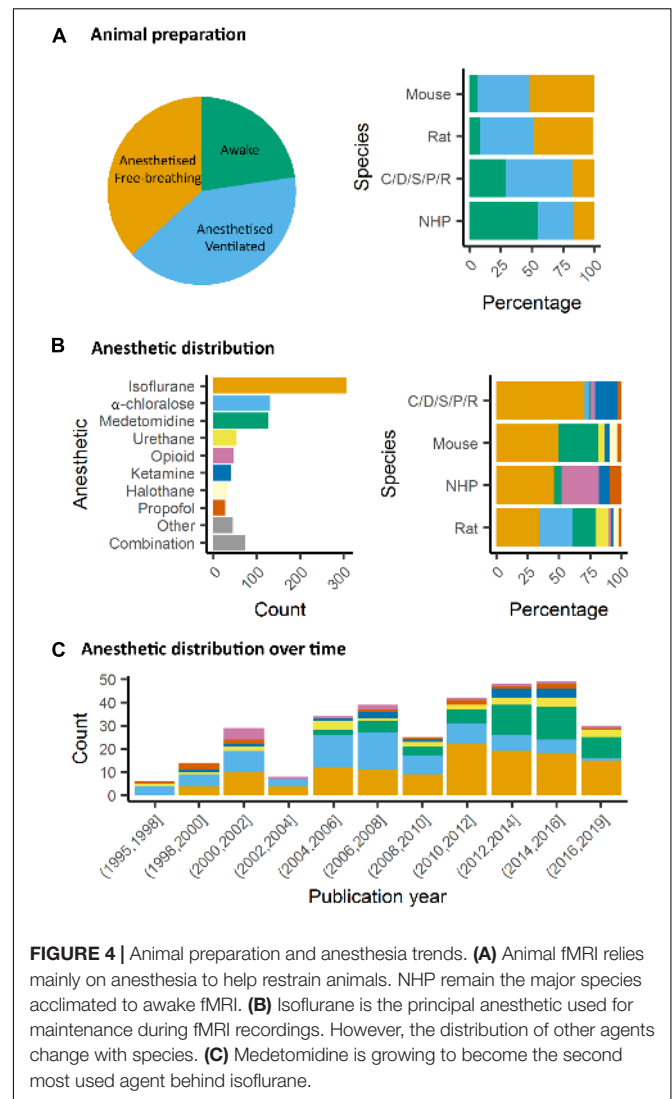 A Animal preparation
Anesthetised
Free-breathing
Awake
Anesthetised
Ventilated
Species
Mouse
Rat
C/D/S/P/R
NHP
0 25 50 75 100
Percentage
B Anesthetic distribution
Anesthetic
Isoflurane
α-chloralose
Medetomidine
Urethane
Opioid
Ketamine
Halothane
Propofol
Other
Combination
0 100 200 300
Count
Species
C/D/S/P/R
Mouse
NHP
Rat
0 25 50 75 100
Percentage
C Anesthetic distribution over time
Count
50
40
30
20
10
0
(1995,1998] (1998,2000] (2000,2002] (2002,2004] (2004,2006] (2006,2008] (2008,2010] (2010,2012] (2012,2014] (2014,2016] (2016,2019]
Publication year
FIGURE 4 | Animal preparation and anesthesia trends. (A) Animal fMRI relies
mainly on anesthesia to help restrain animals. NHP remain the major species
acclimated to awake fMRI. (B) Isoflurane is the principal anesthetic used for
maintenance during fMRI recordings. However, the distribution of other agents
change with species. (C) Medetomidine is growing to become the second
most used agent behind isoflurane.